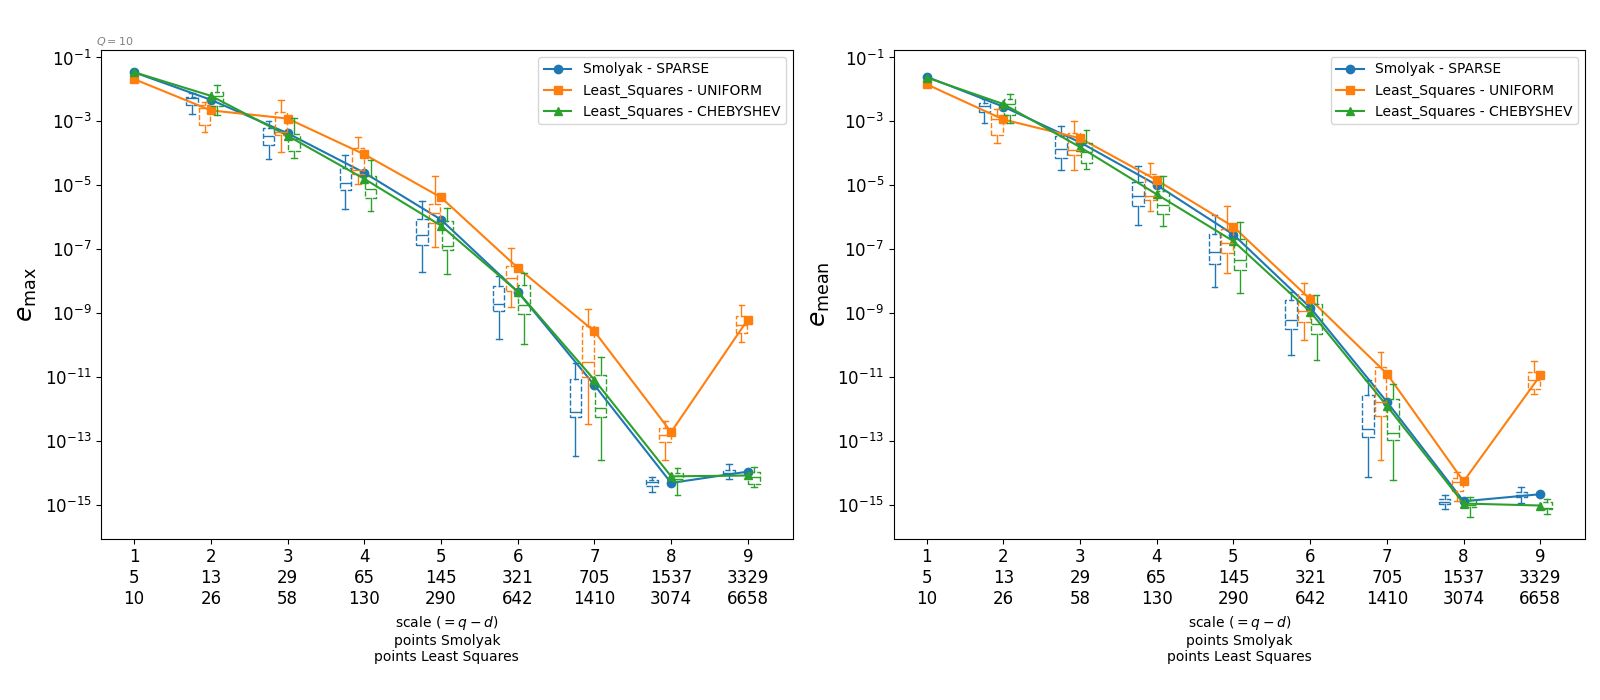 Q = 10
10⁻¹
10⁻³
10⁻⁵
10⁻⁷
10⁻⁹
10⁻¹¹
10⁻¹³
10⁻¹⁵
e_max
Smolyak - SPARSE
Least_Squares - UNIFORM
Least_Squares - CHEBYSHEV
1 2 3 4 5 6 7 8 9
5 13 29 65 145 321 705 1537 3329
10 26 58 130 290 642 1410 3074 6658
scale (= q − d)
points Smolyak
points Least Squares
10⁻¹
10⁻³
10⁻⁵
10⁻⁷
10⁻⁹
10⁻¹¹
10⁻¹³
10⁻¹⁵
e_mean
Smolyak - SPARSE
Least_Squares - UNIFORM
Least_Squares - CHEBYSHEV
1 2 3 4 5 6 7 8 9
5 13 29 65 145 321 705 1537 3329
10 26 58 130 290 642 1410 3074 6658
scale (= q − d)
points Smolyak
points Least Squares